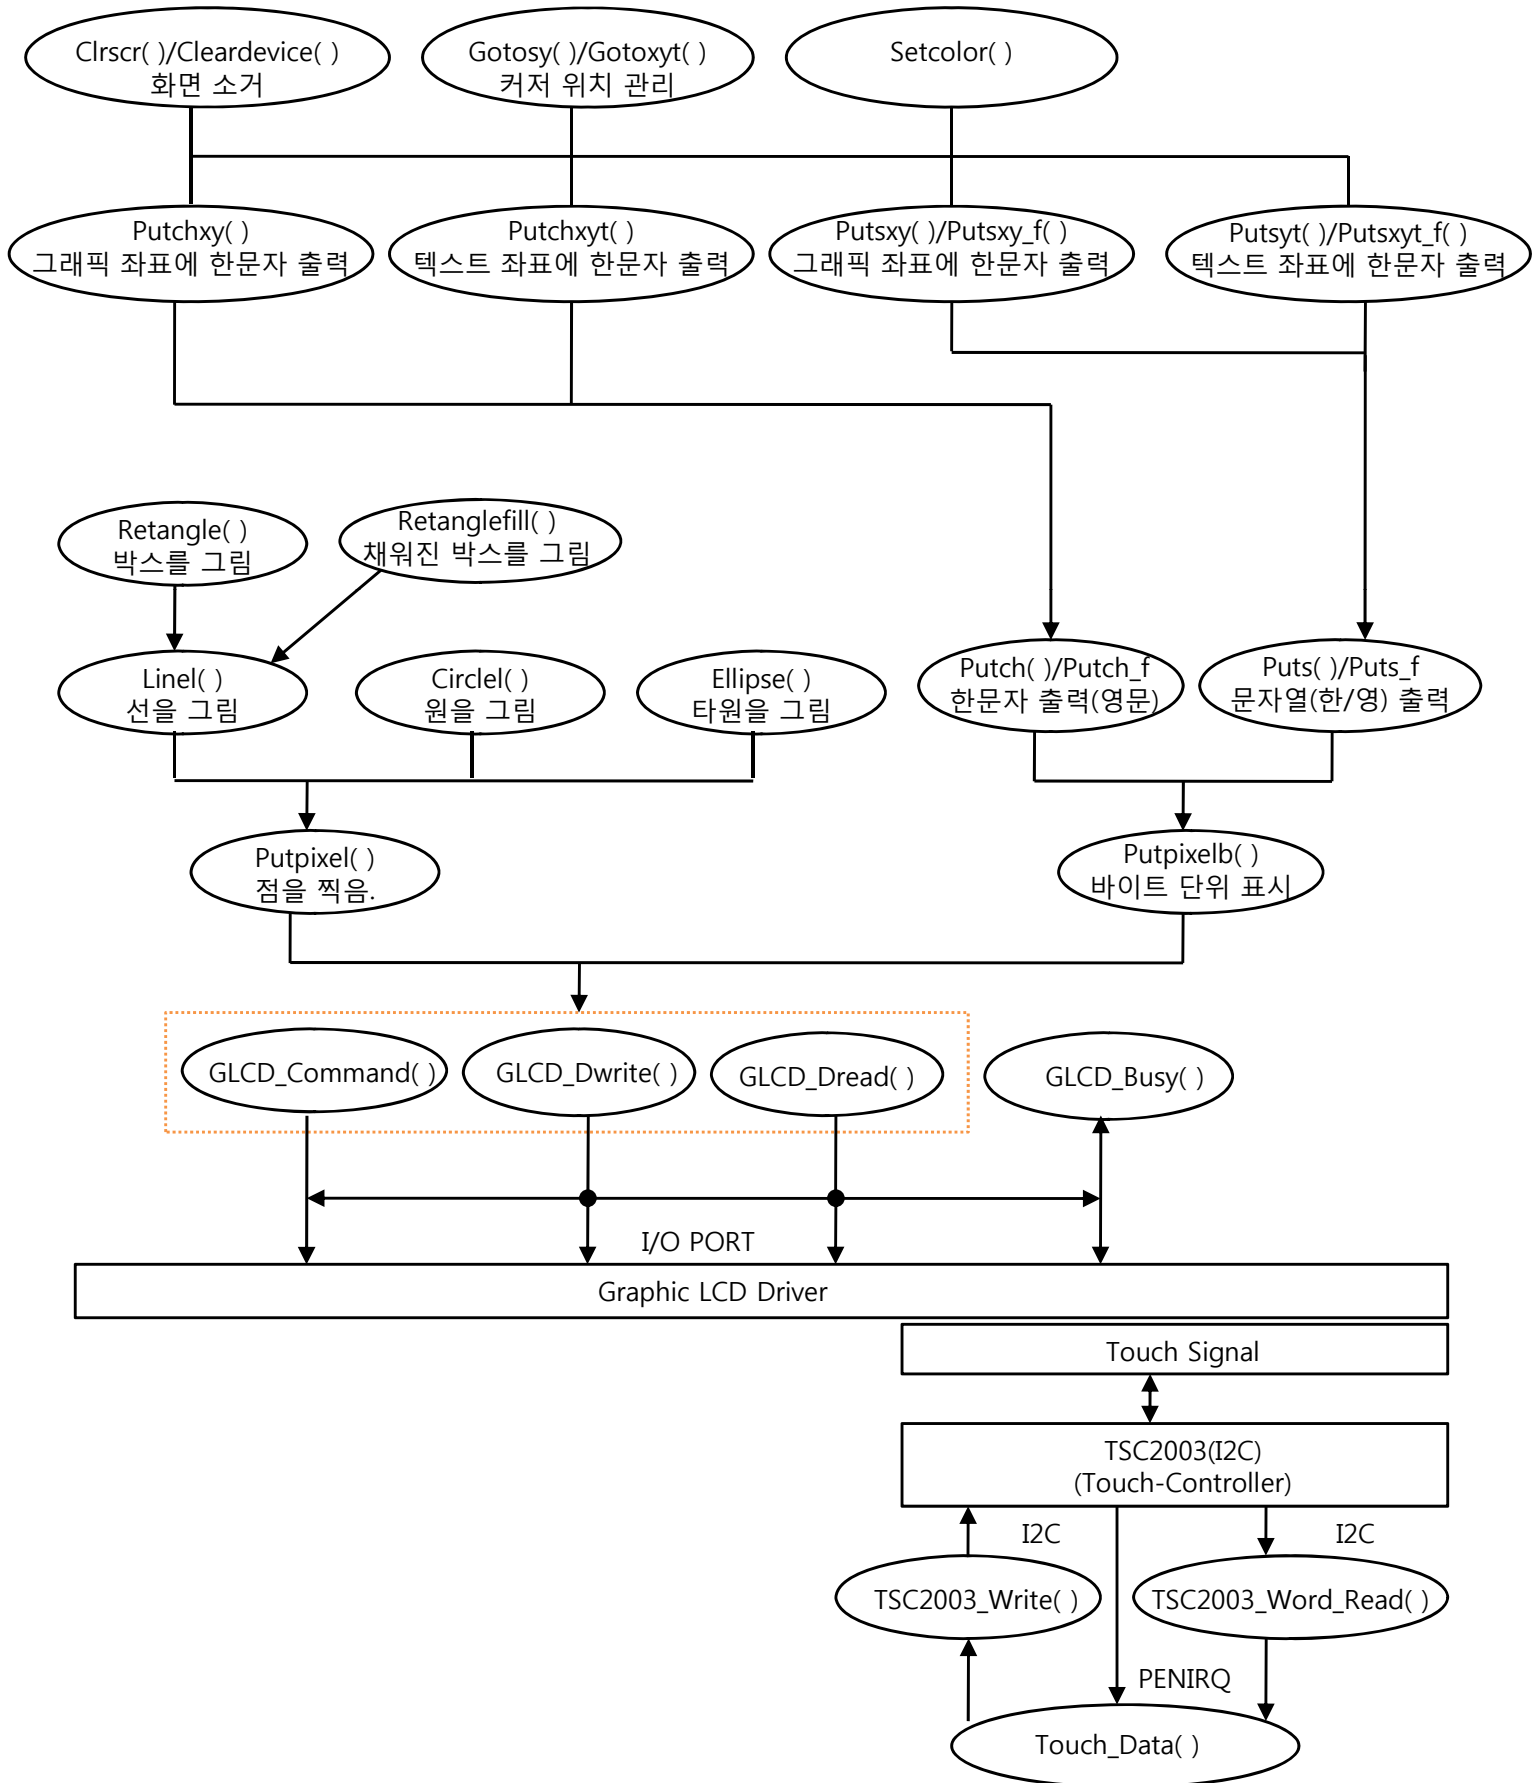 Clrscr( )/Cleardevice( )
화면 소거
Gotosy( )/Gotoxyt( )
커저 위치 관리
Setcolor( )
Putchxy( )
그래픽 좌표에 한문자 출력
Putchxyt( )
텍스트 좌표에 한문자 출력
Putsxy( )/Putsxy_f( )
그래픽 좌표에 한문자 출력
Putsyt( )/Putsxyt_f( )
텍스트 좌표에 한문자 출력
Retangle( )
박스를 그림
Retanglefill( )
채워진 박스를 그림
Linel( )
선을 그림
Circlel( )
원을 그림
Ellipse( )
타원을 그림
Putch( )/Putch_f
한문자 출력(영문)
Puts( )/Puts_f
문자열(한/영) 출력
Putpixel( )
점을 찍음.
Putpixelb( )
바이트 단위 표시
GLCD_Command( )
GLCD_Dwrite( )
GLCD_Dread( )
GLCD_Busy( )
I/O PORT
Graphic LCD Driver
Touch Signal
TSC2003(I2C)
(Touch-Controller)
I2C
I2C
TSC2003_Write( )
TSC2003_Word_Read( )
PENIRQ
Touch_Data( )